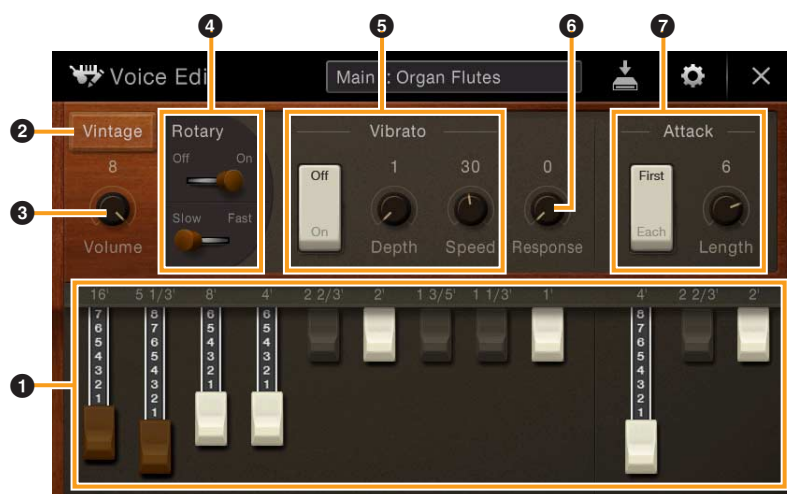 4
5
6
7
Voice Edi
Main : Organ Flutes
2
Vintage
Rotary
Vibrato
Attack
Off On
8
Off
On
1
30
0
First
Each
6
3
Volume
Slow Fast
Depth
Speed
Response
Length
16' 5 1/3' 8' 4' 2 2/3' 2' 1 3/5' 1 1/3' 1' 4' 2 2/3' 2'
1
7
6
5
4
3
2
1
8
7
6
5
4
3
2
1
6
5
4
3
2
1
6
5
4
3
2
1
8
7
6
5
4
3
2
1